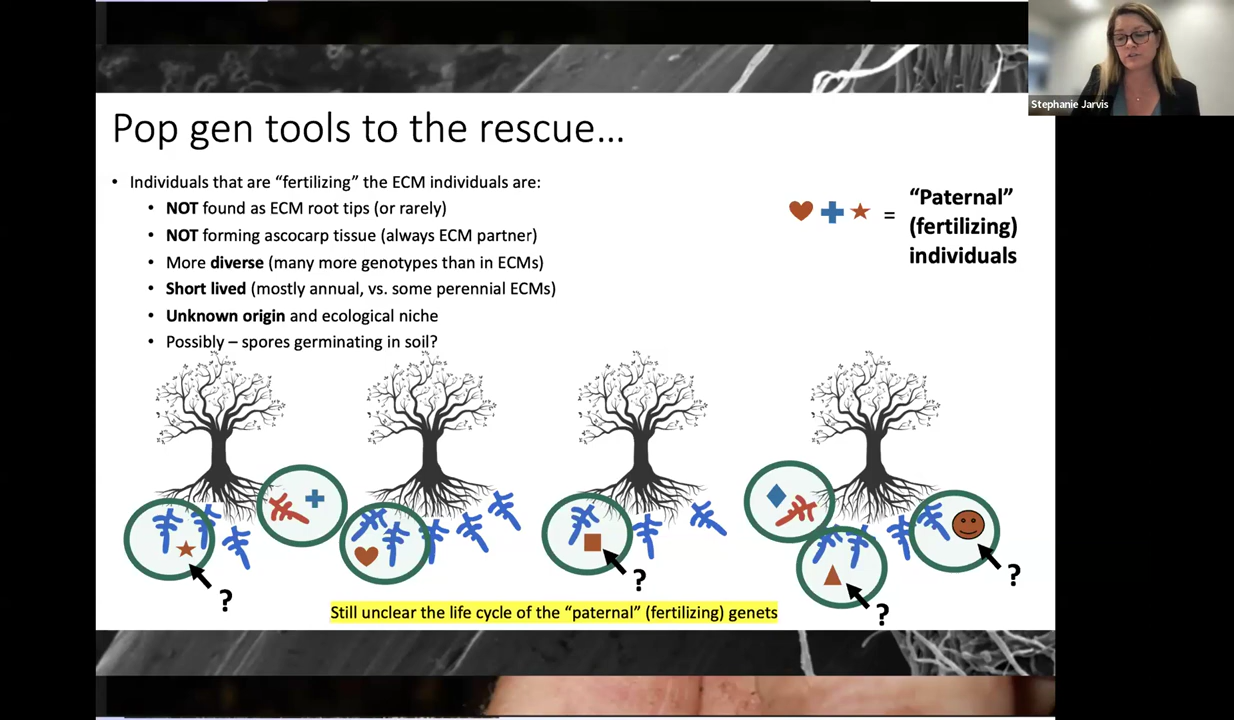 Stephanie Jarvis
Pop gen tools to the rescue...
• Individuals that are “fertilizing” the ECM individuals are:
• NOT found as ECM root tips (or rarely)
• NOT forming ascocarp tissue (always ECM partner)
• More diverse (many more genotypes than in ECMs)
• Short lived (mostly annual, vs. some perennial ECMs)
• Unknown origin and ecological niche
• Possibly – spores germinating in soil?
=
“Paternal”
(fertilizing)
individuals
?
?
?
?
Still unclear the life cycle of the “paternal” (fertilizing) genets